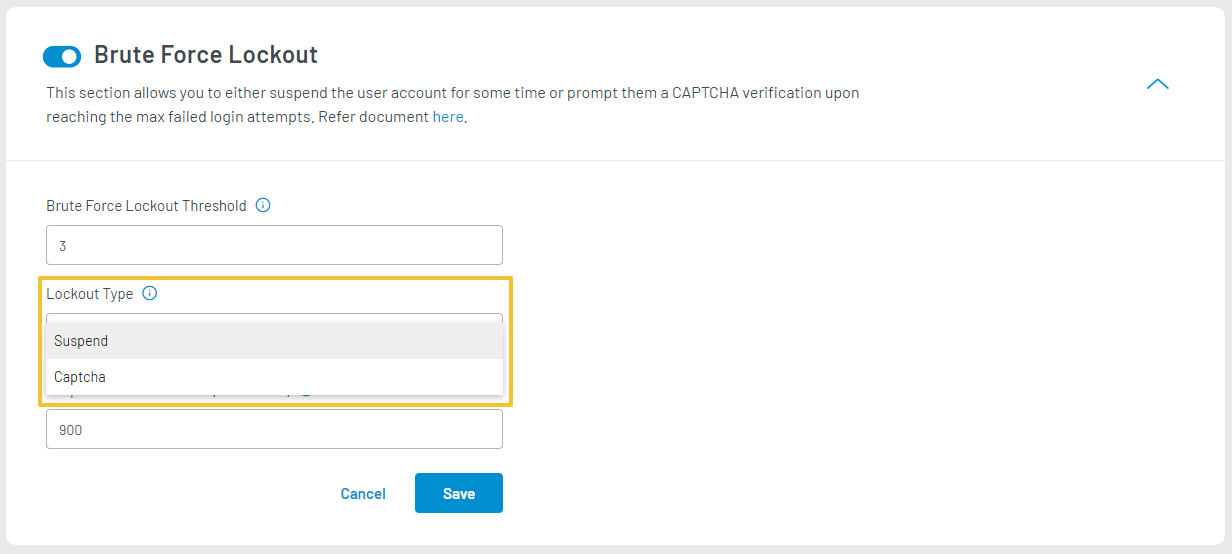 Brute Force Lockout
This section allows you to either suspend the user account for some time or prompt them a CAPTCHA verification upon
reaching the max failed login attempts. Refer document here.
Brute Force Lockout Threshold
3
Lockout Type
Suspend
Captcha
900
Cancel
Save